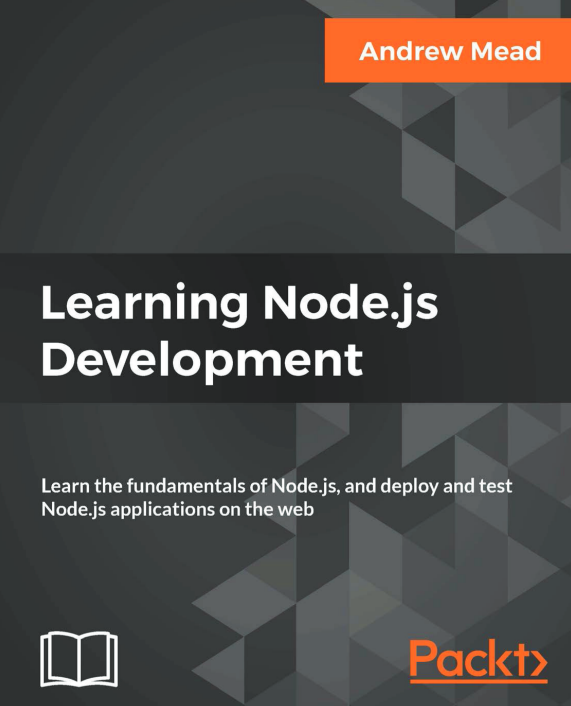 Andrew Mead
Learning Node.js
Development
Learn the fundamentals of Node.js, and deploy and test
Node.js applications on the web
Packt>